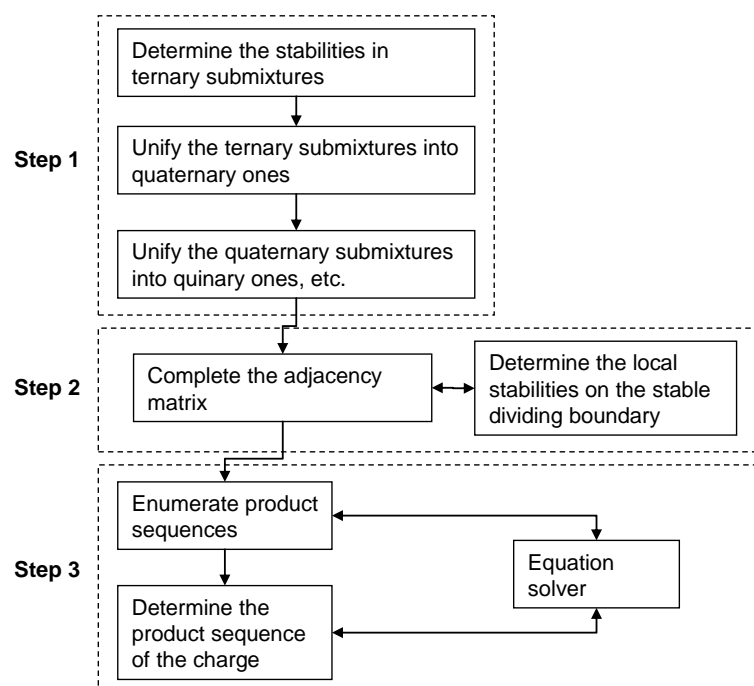 Step 1
Determine the stabilities in
ternary submixtures
Unify the ternary submixtures into
quaternary ones
Unify the quaternary submixtures
into quinary ones, etc.
Step 2
Complete the adjacency
matrix
Determine the local
stabilities on the stable
dividing boundary
Step 3
Enumerate product
sequences
Equation
solver
Determine the
product sequence
of the charge